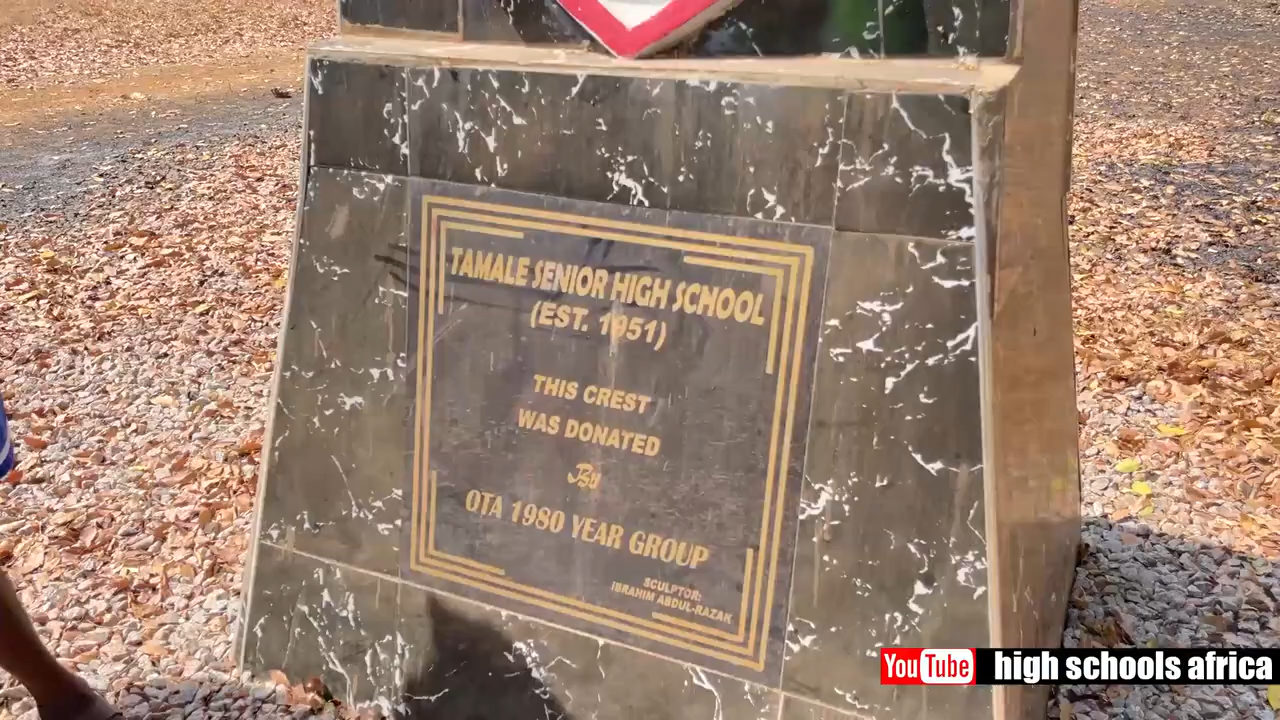 TAMALE SENIOR HIGH SCHOOL
(EST. 1951)
THIS CREST
WAS DONATED
By
OTA 1980 YEAR GROUP
SCULPTOR:
IBRAHIM ABDUL-RAZAK
YouTube high schools africa